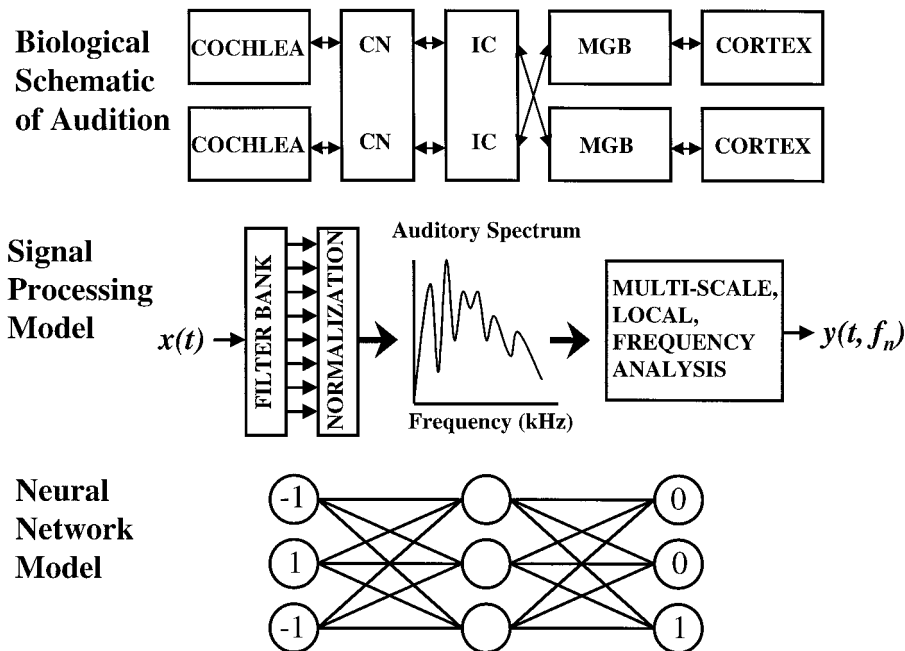 Biological
Schematic
of Audition
COCHLEA CN IC MGB CORTEX
COCHLEA CN IC MGB CORTEX
Signal
Processing
Model
x(t)
FILTER BANK
NORMALIZATION
Auditory Spectrum
Frequency (kHz)
MULTI-SCALE,
LOCAL,
FREQUENCY
ANALYSIS
y(t, fn)
Neural
Network
Model
-1 0
1 0
-1 1